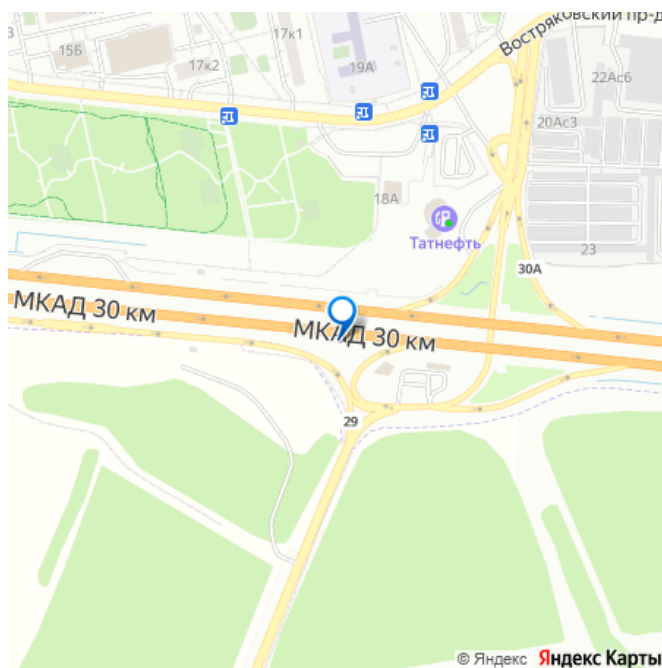 Востряковский пр-д
17к1
15Б
3
17к2
19А
22Ас6
20Ас3
18А
Татнефть
23
30А
МКАД 30 км
МКАД 30 км
29
© Яндекс Яндекс Карты